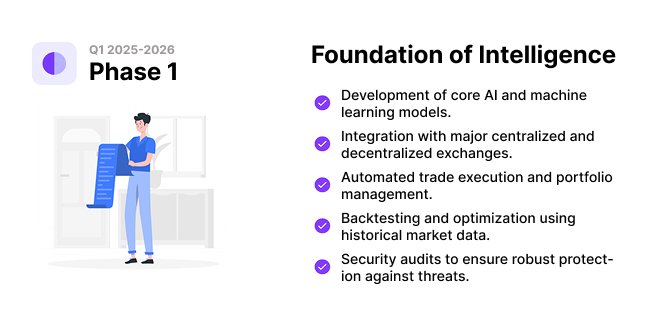 Q1 2025-2026
Phase 1
Foundation of Intelligence
Development of core AI and machine
learning models.
Integration with major centralized and
decentralized exchanges.
Automated trade execution and portfolio
management.
Backtesting and optimization using
historical market data.
Security audits to ensure robust protect-
ion against threats.